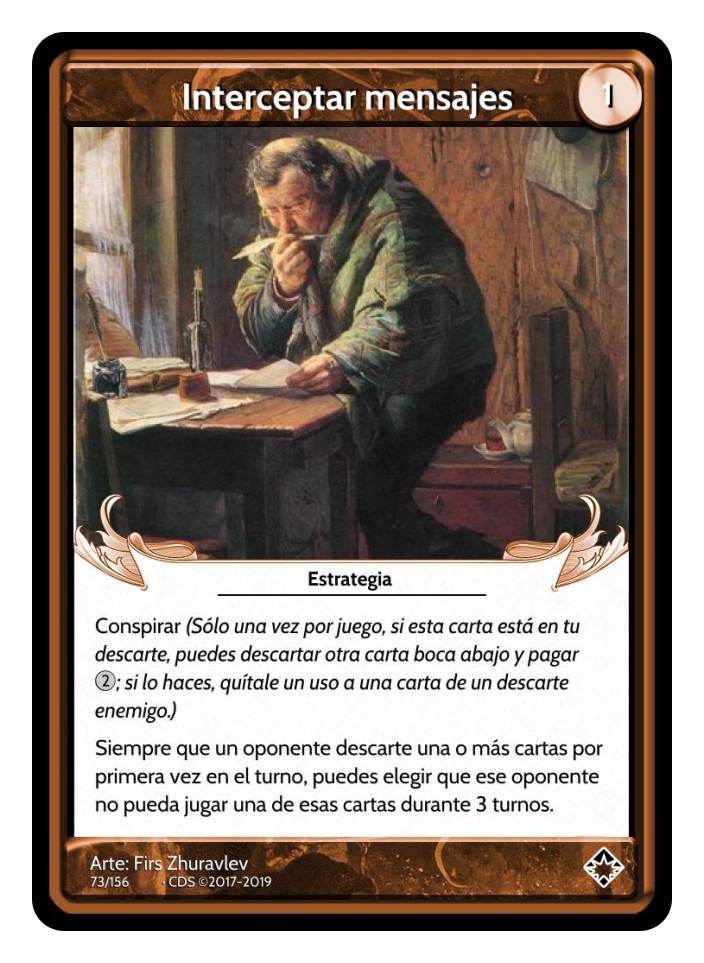 Interceptar mensajes
1
Estrategia
Conspirar (Sólo una vez por juego, si esta carta está en tu
descarte, puedes descartar otra carta boca abajo y pagar
2; si lo haces, quítale un uso a una carta de un descarte
enemigo.)
Siempre que un oponente descarte una o más cartas por
primera vez en el turno, puedes elegir que ese oponente
no pueda jugar una de esas cartas durante 3 turnos.
Arte: Firs Zhuravlev
73/156 · CDS ©2017-2019